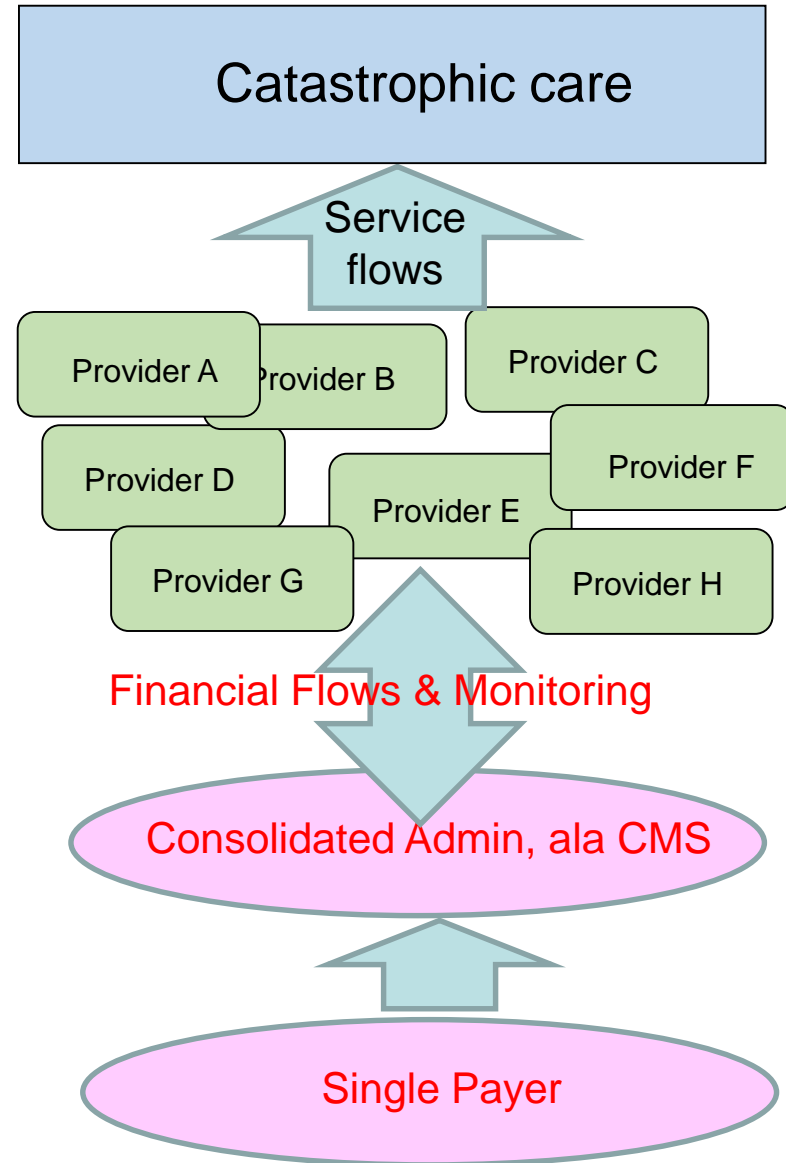 Catastrophic care
Service
flows
Provider A
Provider B
Provider C
Provider D
Provider E
Provider F
Provider G
Provider H
Financial Flows & Monitoring
Consolidated Admin, ala CMS
Single Payer